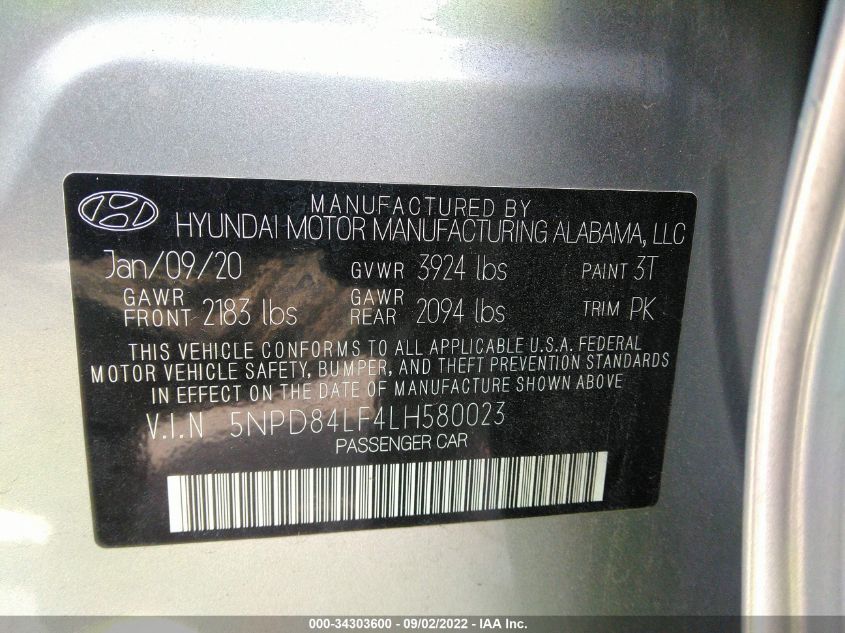 MANUFACTURED BY
HYUNDAI MOTOR MANUFACTURING ALABAMA, LLC
Jan/09/20 GVWR 3924 lbs PAINT 3T
GAWR FRONT 2183 lbs GAWR REAR 2094 lbs TRIM PK
THIS VEHICLE CONFORMS TO ALL APPLICABLE U.S.A. FEDERAL
MOTOR VEHICLE SAFETY, BUMPER, AND THEFT PREVENTION STANDARDS
IN EFFECT ON THE DATE OF MANUFACTURE SHOWN ABOVE
V.I.N 5NPD84LF4LH580023
PASSENGER CAR
000-34303600 - 09/02/2022 - IAA Inc.